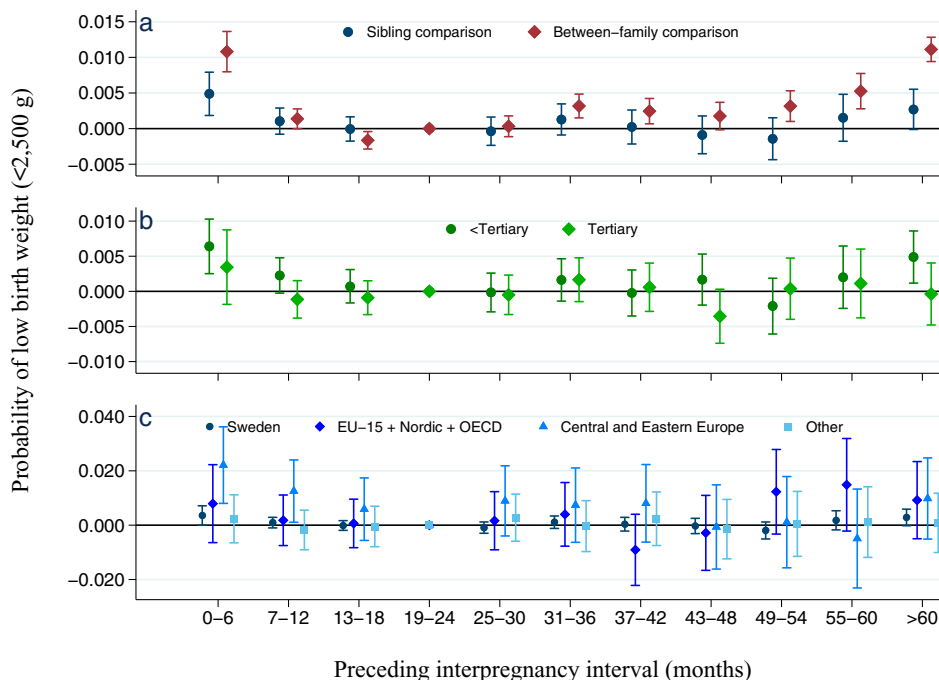 Probability of low birth weight (<2,500 g)
a
Sibling comparison
Between−family comparison
0.015
0.010
0.005
0.000
−0.005
b
<Tertiary
Tertiary
0.010
0.005
0.000
−0.005
−0.010
c
Sweden
EU−15 + Nordic + OECD
Central and Eastern Europe
Other
0.040
0.020
0.000
−0.020
0−6 7−12 13−18 19−24 25−30 31−36 37−42 43−48 49−54 55−60 >60
Preceding interpregnancy interval (months)